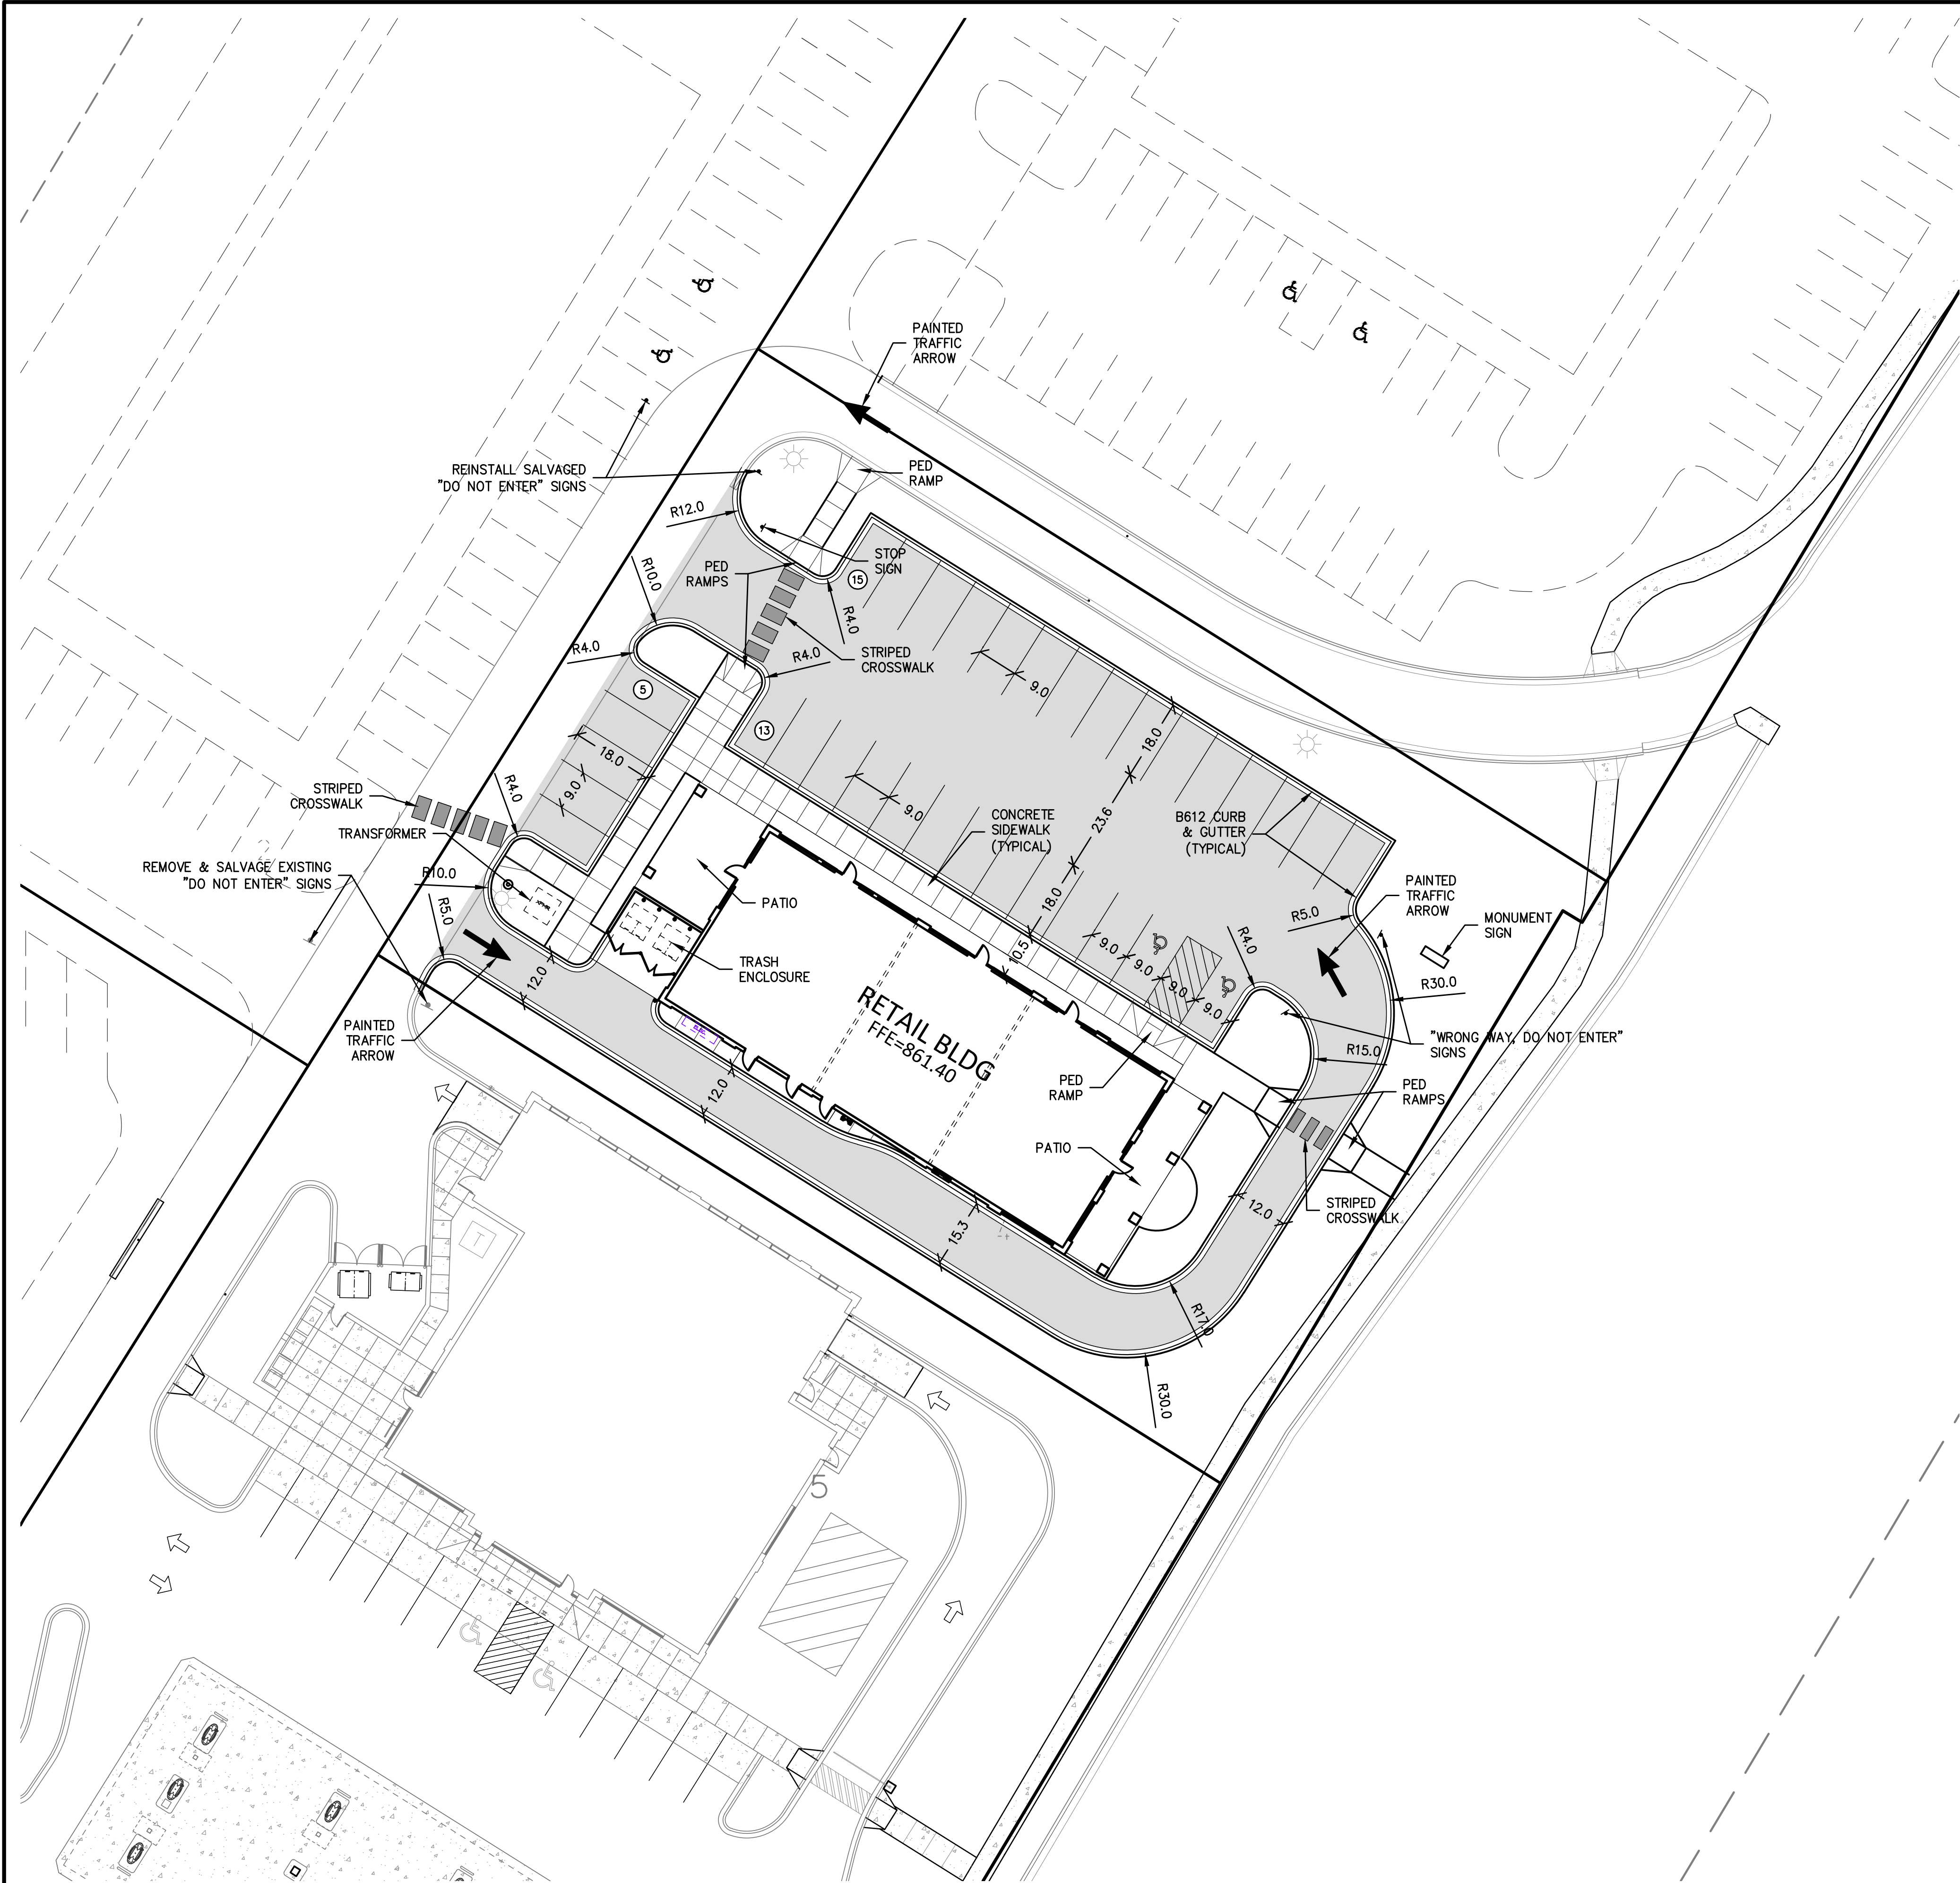 PAINTED
TRAFFIC
ARROW
REINSTALL SALVAGED
"DO NOT ENTER" SIGNS
PED
RAMP
R12.0
STOP
SIGN
R10.0
PED
RAMPS
15
R4.0
R4.0
R4.0
STRIPED
CROSSWALK
5
9.0
13
18.0
18.0
9.0
R4.0
STRIPED
CROSSWALK
9.0
23.6
CONCRETE
SIDEWALK
(TYPICAL)
B612 CURB
& GUTTER
(TYPICAL)
TRANSFORMER
REMOVE & SALVAGE EXISTING
"DO NOT ENTER" SIGNS
R10.0
XFMR
PATIO
18.0
PAINTED
TRAFFIC
ARROW
R5.0
R5.0
MONUMENT
SIGN
R4.0
9.0
9.0
9.0
9.0
10.5
TRASH
ENCLOSURE
12.0
R30.0
RETAIL BLDG
FFE=861.40
PAINTED
TRAFFIC
ARROW
"WRONG WAY, DO NOT ENTER"
SIGNS
R15.0
12.0
PED
RAMP
PED
RAMPS
PATIO
12.0
STRIPED
CROSSWALK
15.3
T
R17.0
R30.0
5